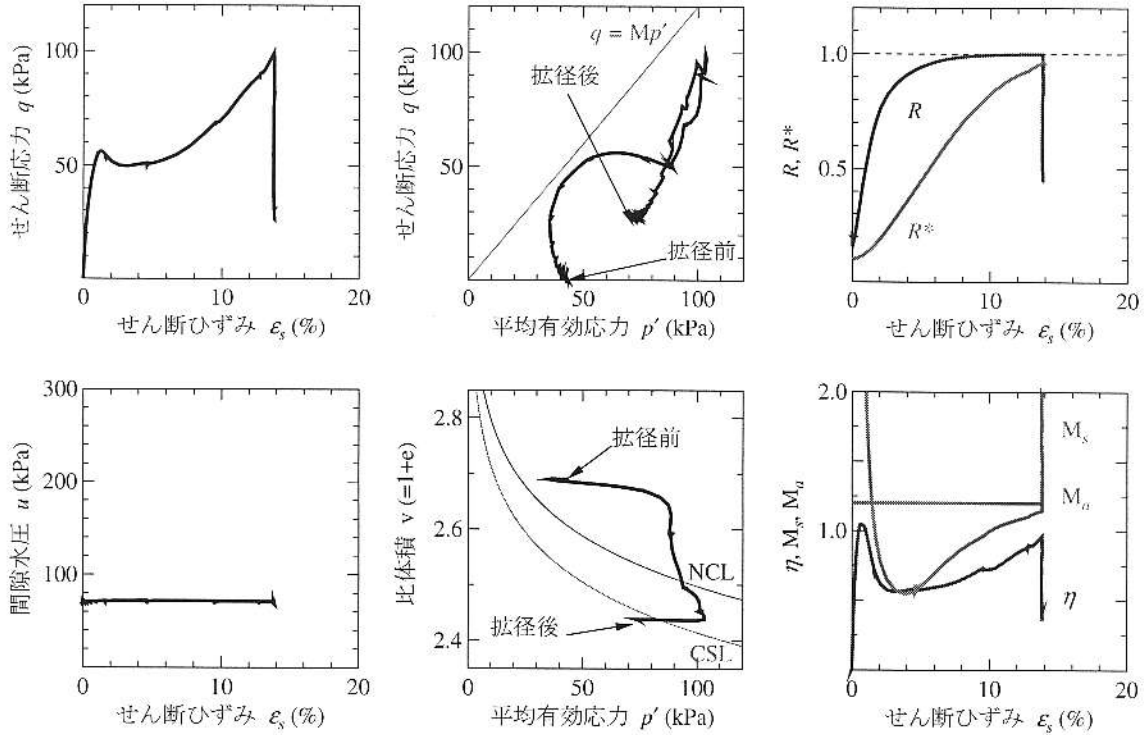 せん断応力 q (kPa)
100
50
0
0
10
20
せん断ひずみ εs (%)
せん断応力 q (kPa)
100
50
0
0
50
100
平均有効応力 p′ (kPa)
q = Mp′
拡径後
拡径前
R, R*
1.0
0.5
0
10
20
せん断ひずみ εs (%)
R
R*
間隙水圧 u (kPa)
300
200
100
0
0
10
20
せん断ひずみ εs (%)
比体積 v (=1+e)
2.8
2.6
2.4
0
50
100
平均有効応力 p′ (kPa)
拡径前
NCL
拡径後
CSL
η, Ms, Ma
2.0
1.0
0
0
10
20
せん断ひずみ εs (%)
Ms
Ma
η